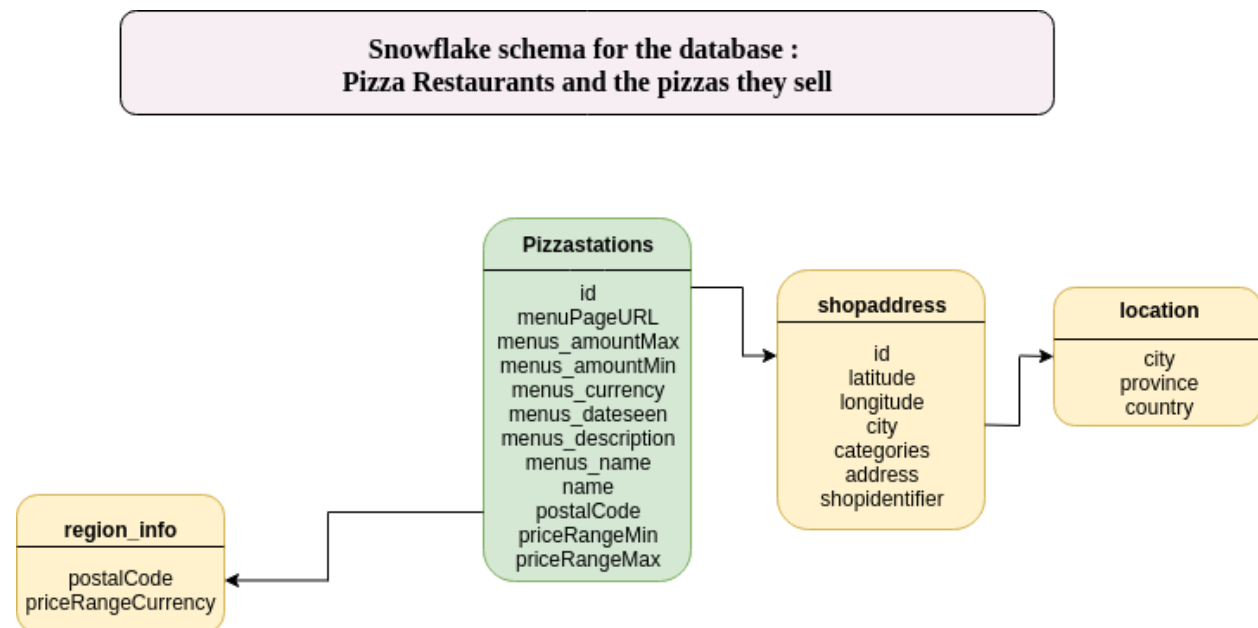 Snowflake schema for the database :
Pizza Restaurants and the pizzas they sell
Pizzastations
id
menuPageURL
menus_amountMax
menus_amountMin
menus_currency
menus_dateseen
menus_description
menus_name
name
postalCode
priceRangeMin
priceRangeMax
shopaddress
id
latitude
longitude
city
categories
address
shopidentifier
location
city
province
country
region_info
postalCode
priceRangeCurrency